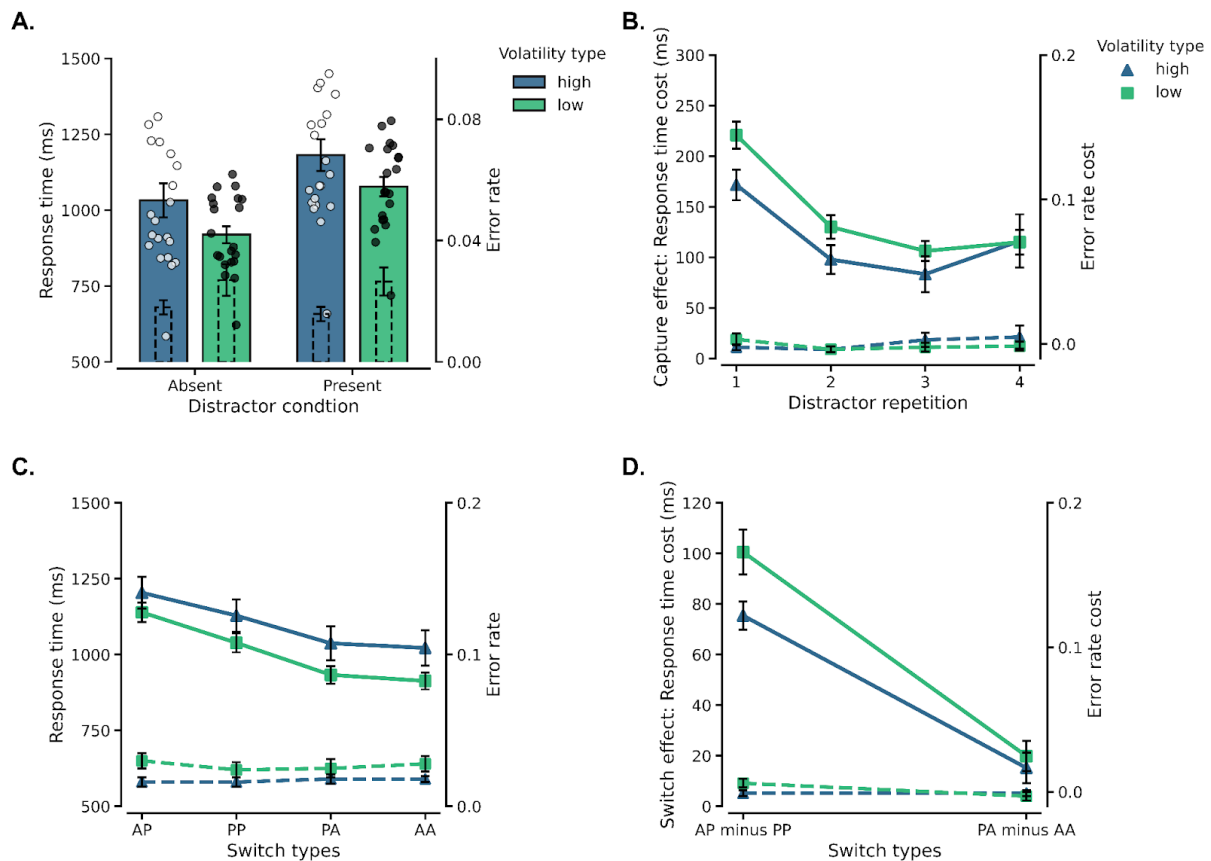 A.
Volatility type
high
low
1500
1250
1000
750
500
Response time (ms)
0.08
0.04
0.00
Error rate
Absent
Present
Distractor condtion
B.
Volatility type
high
low
300
250
200
150
100
50
0
Capture effect: Response time cost (ms)
0.2
0.1
0.0
Error rate cost
1
2
3
4
Distractor repetition
C.
1500
1250
1000
750
500
Response time (ms)
0.2
0.1
0.0
Error rate
AP
PP
PA
AA
Switch types
D.
120
100
80
60
40
20
0
Switch effect: Response time cost (ms)
0.2
0.1
0.0
Error rate cost
AP minus PP
PA minus AA
Switch types